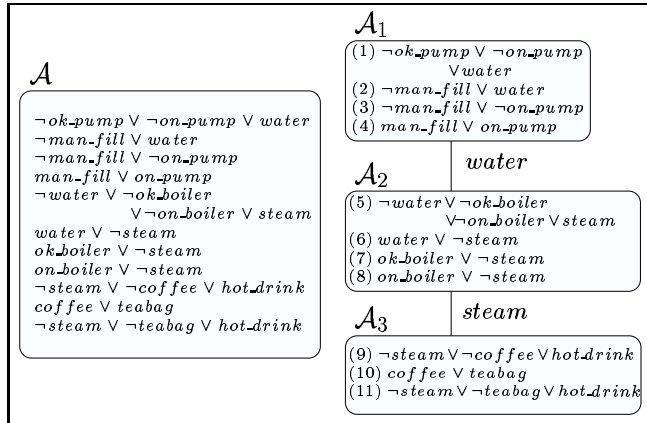 𝒜
¬ok_pump ∨ ¬on_pump ∨ water
¬man_fill ∨ water
¬man_fill ∨ ¬on_pump
man_fill ∨ on_pump
¬water ∨ ¬ok_boiler
∨¬on_boiler ∨ steam
water ∨ ¬steam
ok_boiler ∨ ¬steam
on_boiler ∨ ¬steam
¬steam ∨ ¬coffee ∨ hot_drink
coffee ∨ teabag
¬steam ∨ ¬teabag ∨ hot_drink
𝒜₁
(1) ¬ok_pump ∨ ¬on_pump
∨water
(2) ¬man_fill ∨ water
(3) ¬man_fill ∨ ¬on_pump
(4) man_fill ∨ on_pump
water
𝒜₂
(5) ¬water ∨ ¬ok_boiler
∨¬on_boiler ∨ steam
(6) water ∨ ¬steam
(7) ok_boiler ∨ ¬steam
(8) on_boiler ∨ ¬steam
steam
𝒜₃
(9) ¬steam ∨ ¬coffee ∨ hot_drink
(10) coffee ∨ teabag
(11) ¬steam ∨ ¬teabag ∨ hot_drink